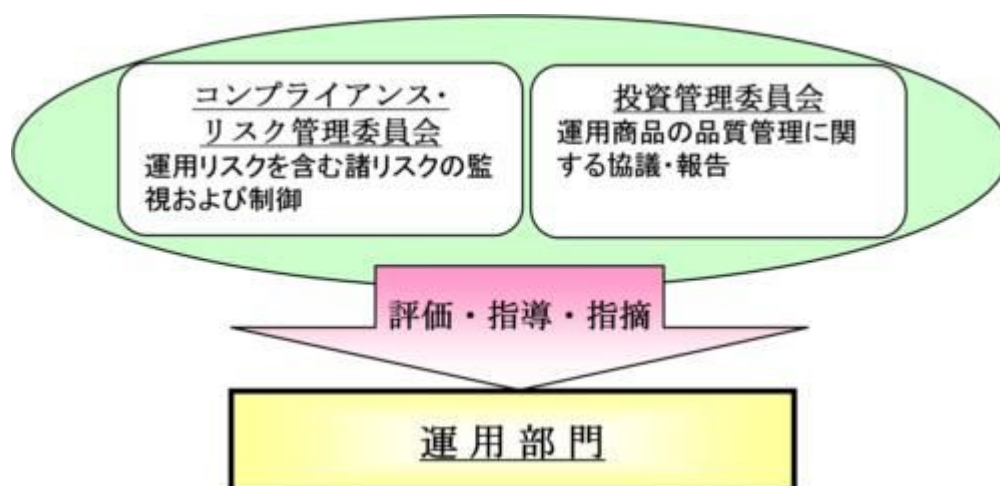 コンプライアンス・
リスク管理委員会
運用リスクを含む諸リスクの監
視および制御
投資管理委員会
運用商品の品質管理に関
する協議・報告
評価・指導・指摘
運用部門